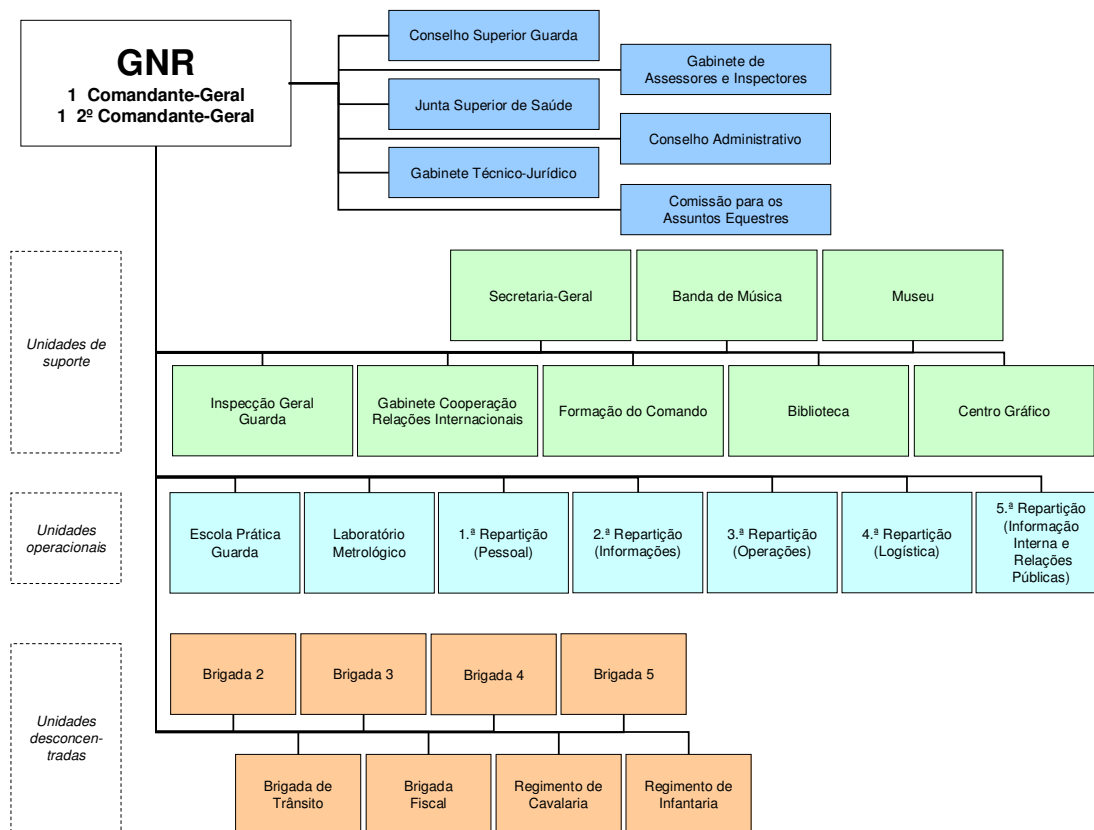 GNR
1 Comandante-Geral
1 2º Comandante-Geral
Conselho Superior Guarda
Gabinete de
Assessores e Inspectores
Junta Superior de Saúde
Conselho Administrativo
Gabinete Técnico-Jurídico
Comissão para os
Assuntos Equestres
Unidades de
suporte
Secretaria-Geral
Banda de Música
Museu
Inspecção Geral
Guarda
Gabinete Cooperação
Relações Internacionais
Formação do Comando
Biblioteca
Centro Gráfico
Unidades
operacionais
Escola Prática
Guarda
Laboratório
Metrológico
1.ª Repartição
(Pessoal)
2.ª Repartição
(Informações)
3.ª Repartição
(Operações)
4.ª Repartição
(Logística)
5.ª Repartição
(Informação
Interna e
Relações
Públicas)
Unidades
desconcen-
tradas
Brigada 2
Brigada 3
Brigada 4
Brigada 5
Brigada de
Trânsito
Brigada
Fiscal
Regimento de
Cavalaria
Regimento de
Infantaria